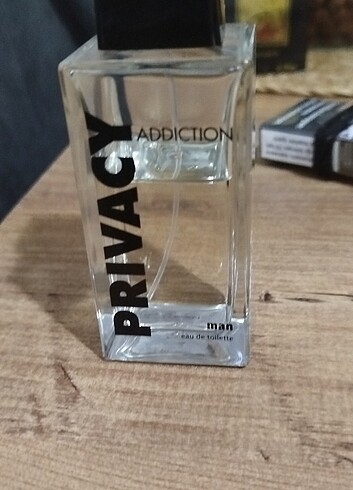 PRIVACY
ADDICTION
man
eau de toilette